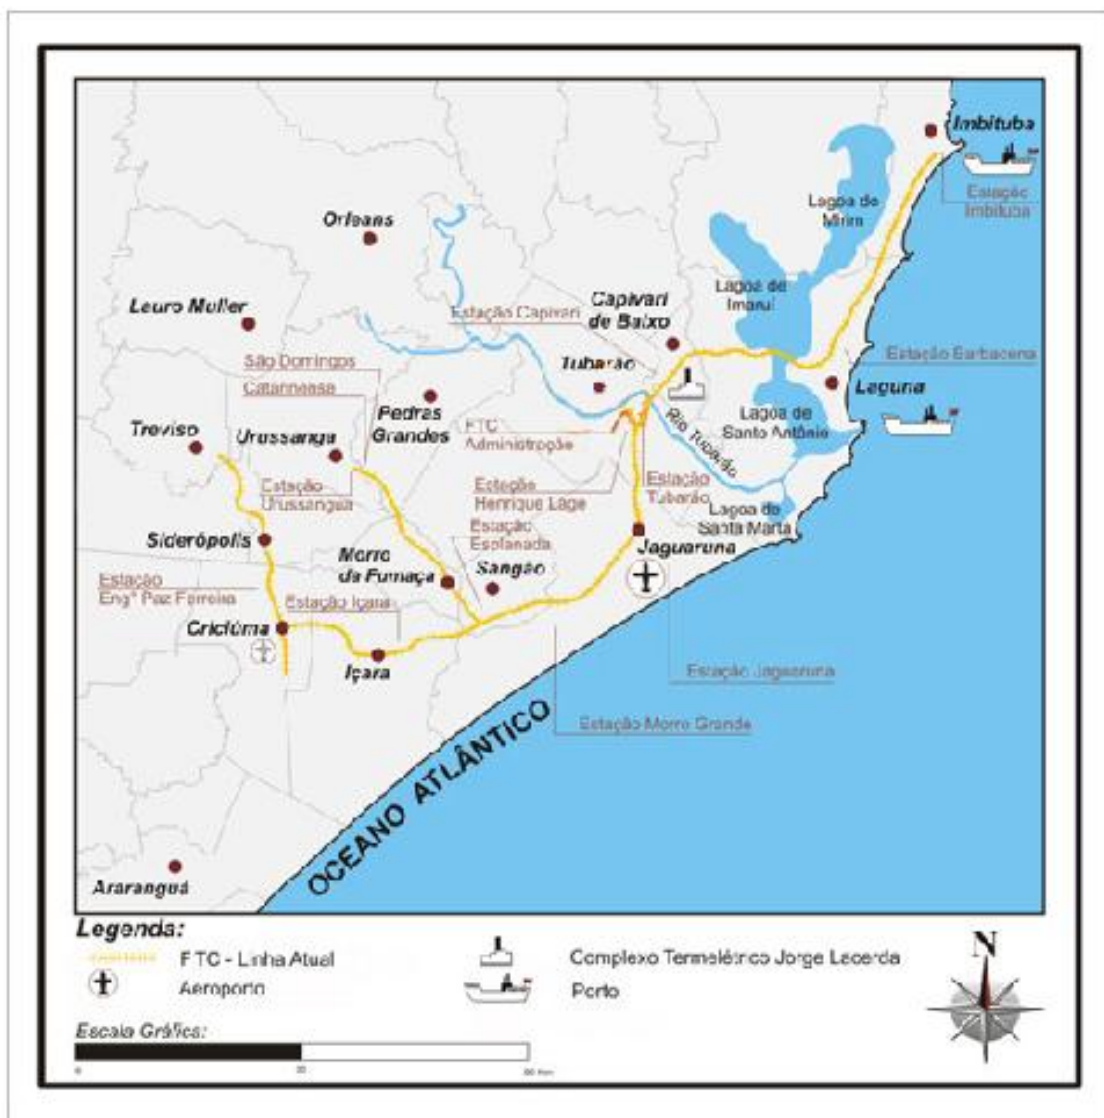 Imbituba
Estação
Imbituba
Lagoa do
Mirim
Orleans
Lagoa de
Imaruí
Capivari
de Baixo
Estação Capivari
Lauro Muller
Estação Barbacena
São Domingos
Tubarão
Laguna
Catannensa
Pedras
Grandes
Lagoa de
Santo Antônio
Treviso
Urussanga
FTC
Administração
Rio Tubarão
Estação
Urussangua
Estação
Henrique Lage
Estação
Tubarão
Lagoa de
Santa Marta
Estação
Esplanada
Siderópolis
Jaguaruna
Morro
da Fumaça
Sangão
Estação
Engº Paz Ferreira
Estação Içara
Criciúma
Içara
Estação Jaguaruna
Estação Morro Grande
OCEANO ATLÂNTICO
Araranguá
Legenda:
FTC - Linha Atual
Complexo Termelétrico Jorge Lacerda
Aeroporto
Porto
N
Escala Gráfica:
0